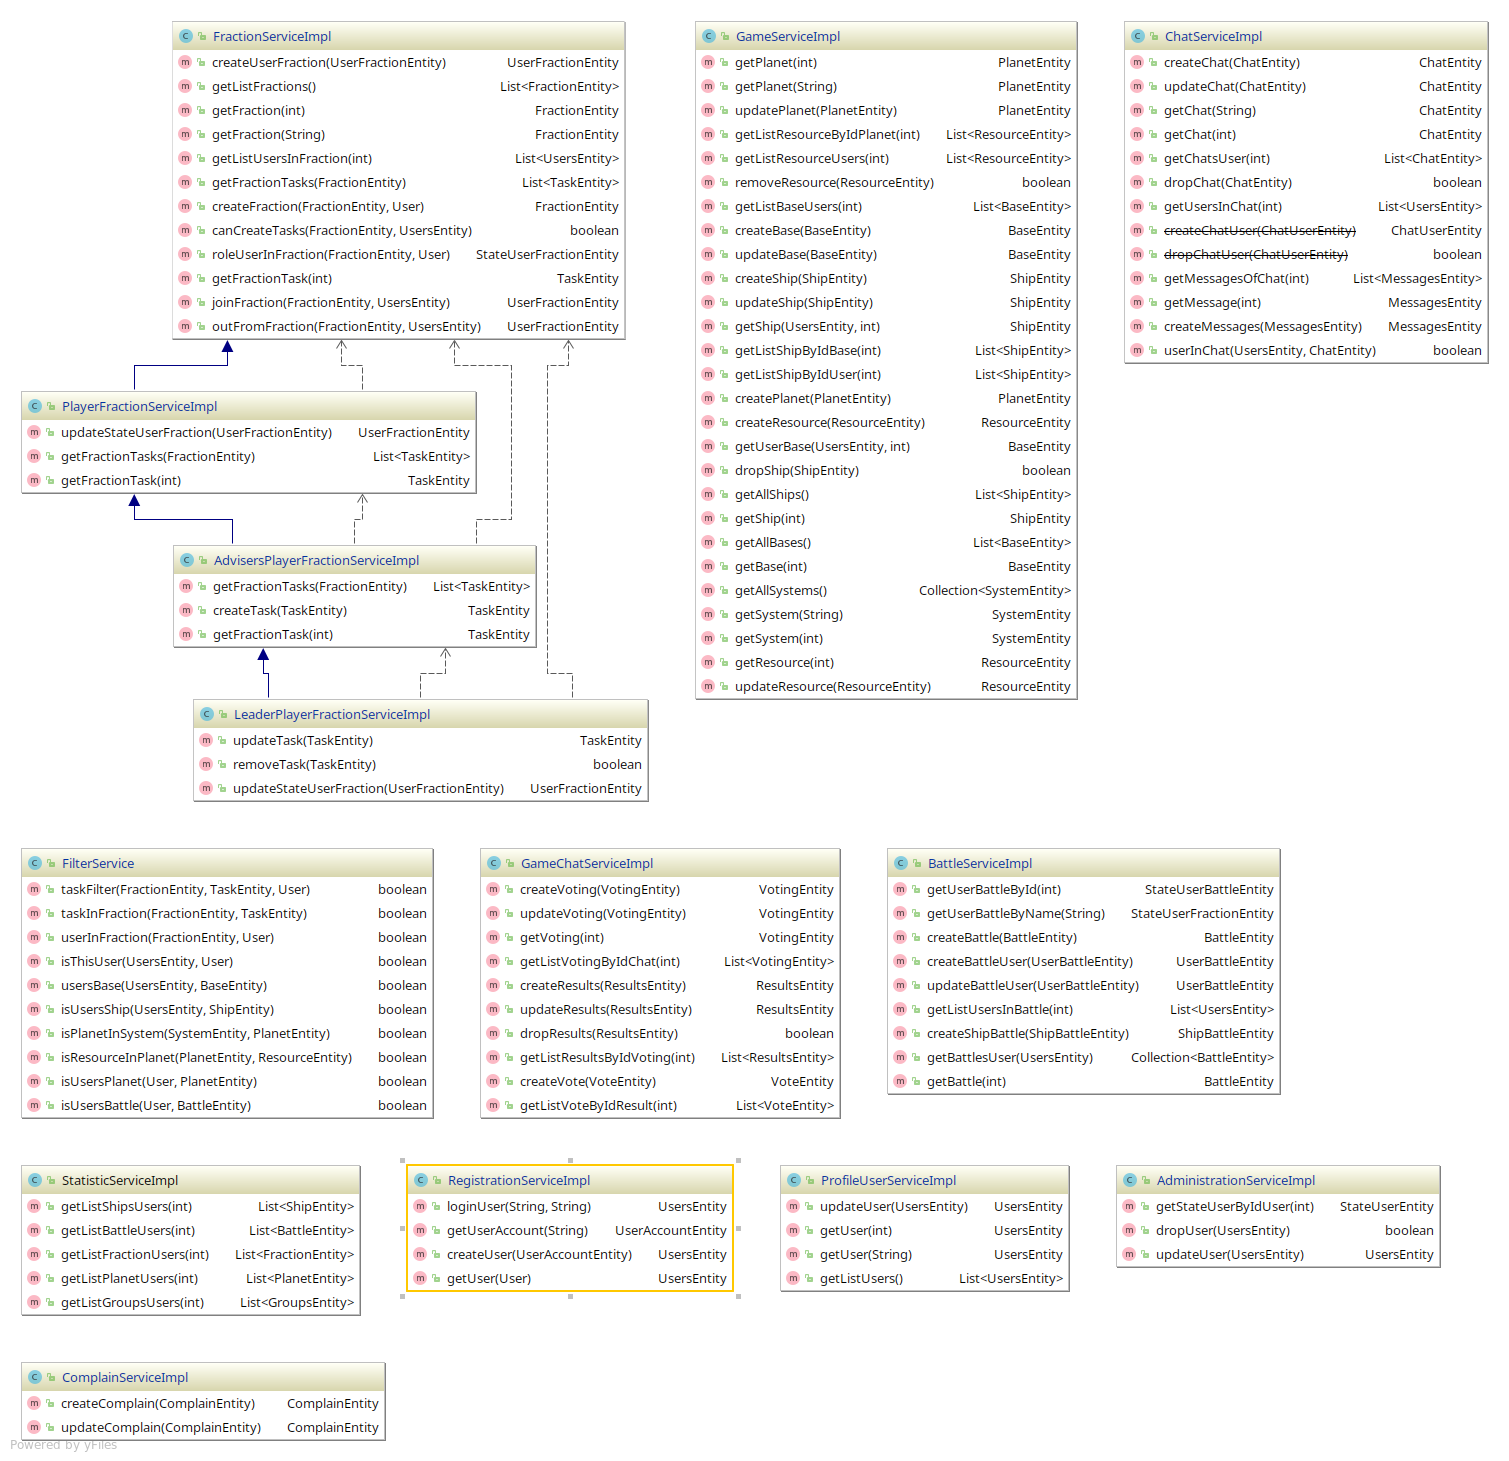 FractionServiceImpl
createUserFraction(UserFractionEntity) UserFractionEntity
getListFractions() List<FractionEntity>
getFraction(int) FractionEntity
getFraction(String) FractionEntity
getListUsersInFraction(int) List<UsersEntity>
getFractionTasks(FractionEntity) List<TaskEntity>
createFraction(FractionEntity, User) FractionEntity
canCreateTasks(FractionEntity, UsersEntity) boolean
roleUserInFraction(FractionEntity, User) StateUserFractionEntity
getFractionTask(int) TaskEntity
joinFraction(FractionEntity, UsersEntity) UserFractionEntity
outFromFraction(FractionEntity, UsersEntity) UserFractionEntity
GameServiceImpl
getPlanet(int) PlanetEntity
getPlanet(String) PlanetEntity
updatePlanet(PlanetEntity) PlanetEntity
getListResourceByIdPlanet(int) List<ResourceEntity>
getListResourceUsers(int) List<ResourceEntity>
removeResource(ResourceEntity) boolean
getListBaseUsers(int) List<BaseEntity>
createBase(BaseEntity) BaseEntity
updateBase(BaseEntity) BaseEntity
createShip(ShipEntity) ShipEntity
updateShip(ShipEntity) ShipEntity
getShip(UsersEntity, int) ShipEntity
getListShipByIdBase(int) List<ShipEntity>
getListShipByIdUser(int) List<ShipEntity>
createPlanet(PlanetEntity) PlanetEntity
createResource(ResourceEntity) ResourceEntity
getUserBase(UsersEntity, int) BaseEntity
dropShip(ShipEntity) boolean
getAllShips() List<ShipEntity>
getShip(int) ShipEntity
getAllBases() List<BaseEntity>
getBase(int) BaseEntity
getAllSystems() Collection<SystemEntity>
getSystem(String) SystemEntity
getSystem(int) SystemEntity
getResource(int) ResourceEntity
updateResource(ResourceEntity) ResourceEntity
ChatServiceImpl
createChat(ChatEntity) ChatEntity
updateChat(ChatEntity) ChatEntity
getChat(String) ChatEntity
getChat(int) ChatEntity
getChatsUser(int) List<ChatEntity>
dropChat(ChatEntity) boolean
getUsersInChat(int) List<UsersEntity>
createChatUser(ChatUserEntity) ChatUserEntity
dropChatUser(ChatUserEntity) boolean
getMessagesOfChat(int) List<MessagesEntity>
getMessage(int) MessagesEntity
createMessages(MessagesEntity) MessagesEntity
userInChat(UsersEntity, ChatEntity) boolean
PlayerFractionServiceImpl
updateStateUserFraction(UserFractionEntity) UserFractionEntity
getFractionTasks(FractionEntity) List<TaskEntity>
getFractionTask(int) TaskEntity
AdvisersPlayerFractionServiceImpl
getFractionTasks(FractionEntity) List<TaskEntity>
createTask(TaskEntity) TaskEntity
getFractionTask(int) TaskEntity
LeaderPlayerFractionServiceImpl
updateTask(TaskEntity) TaskEntity
removeTask(TaskEntity) boolean
updateStateUserFraction(UserFractionEntity) UserFractionEntity
FilterService
taskFilter(FractionEntity, TaskEntity, User) boolean
taskInFraction(FractionEntity, TaskEntity) boolean
userInFraction(FractionEntity, User) boolean
isThisUser(UsersEntity, User) boolean
usersBase(UsersEntity, BaseEntity) boolean
isUsersShip(UsersEntity, ShipEntity) boolean
isPlanetInSystem(SystemEntity, PlanetEntity) boolean
isResourceInPlanet(PlanetEntity, ResourceEntity) boolean
isUsersPlanet(User, PlanetEntity) boolean
isUsersBattle(User, BattleEntity) boolean
GameChatServiceImpl
createVoting(VotingEntity) VotingEntity
updateVoting(VotingEntity) VotingEntity
getVoting(int) VotingEntity
getListVotingByIdChat(int) List<VotingEntity>
createResults(ResultsEntity) ResultsEntity
updateResults(ResultsEntity) ResultsEntity
dropResults(ResultsEntity) boolean
getListResultsByIdVoting(int) List<ResultsEntity>
createVote(VoteEntity) VoteEntity
getListVoteByIdResult(int) List<VoteEntity>
BattleServiceImpl
getUserBattleById(int) StateUserBattleEntity
getUserBattleByName(String) StateUserFractionEntity
createBattle(BattleEntity) BattleEntity
createBattleUser(UserBattleEntity) UserBattleEntity
updateBattleUser(UserBattleEntity) UserBattleEntity
getListUsersInBattle(int) List<UsersEntity>
createShipBattle(ShipBattleEntity) ShipBattleEntity
getBattlesUser(UsersEntity) Collection<BattleEntity>
getBattle(int) BattleEntity
StatisticServiceImpl
getListShipsUsers(int) List<ShipEntity>
getListBattleUsers(int) List<BattleEntity>
getListFractionUsers(int) List<FractionEntity>
getListPlanetUsers(int) List<PlanetEntity>
getListGroupsUsers(int) List<GroupsEntity>
RegistrationServiceImpl
loginUser(String, String) UsersEntity
getUserAccount(String) UserAccountEntity
createUser(UserAccountEntity) UsersEntity
getUser(User) UsersEntity
ProfileUserServiceImpl
updateUser(UsersEntity) UsersEntity
getUser(int) UsersEntity
getUser(String) UsersEntity
getListUsers() List<UsersEntity>
AdministrationServiceImpl
getStateUserByIdUser(int) StateUserEntity
dropUser(UsersEntity) boolean
updateUser(UsersEntity) UsersEntity
ComplainServiceImpl
createComplain(ComplainEntity) ComplainEntity
updateComplain(ComplainEntity) ComplainEntity
Powered by yFiles